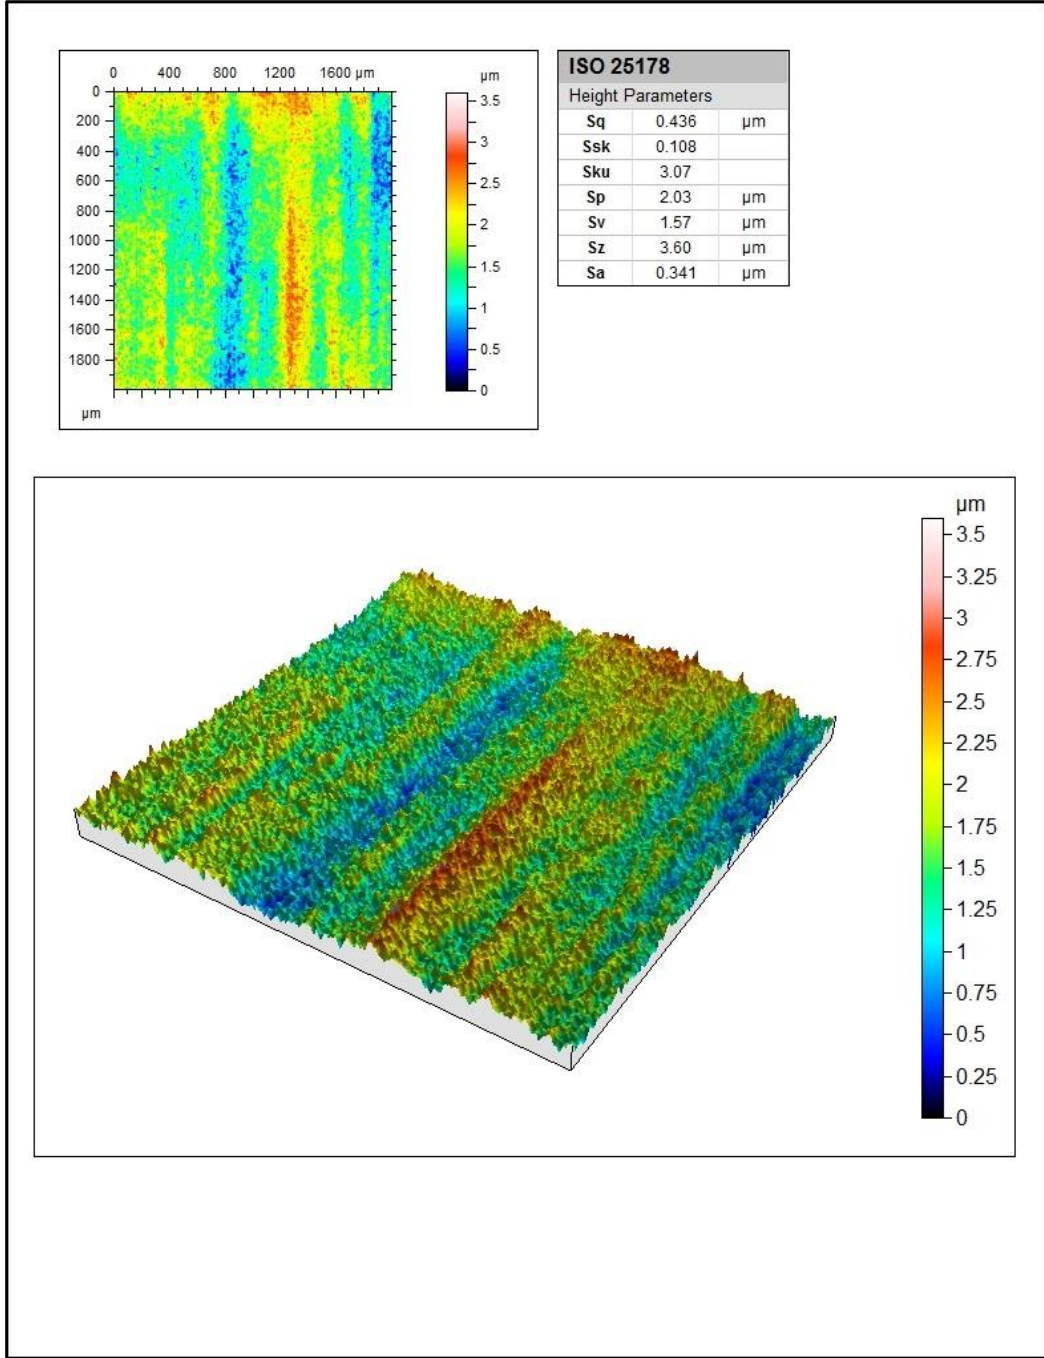 0 400 800 1200 1600 µm
µm
0
200
400
600
800
1000
1200
1400
1600
1800
µm
3.5
3
2.5
2
1.5
1
0.5
0
ISO 25178
Height Parameters
Sq 0.436 µm
Ssk 0.108
Sku 3.07
Sp 2.03 µm
Sv 1.57 µm
Sz 3.60 µm
Sa 0.341 µm
µm
3.5
3.25
3
2.75
2.5
2.25
2
1.75
1.5
1.25
1
0.75
0.5
0.25
0